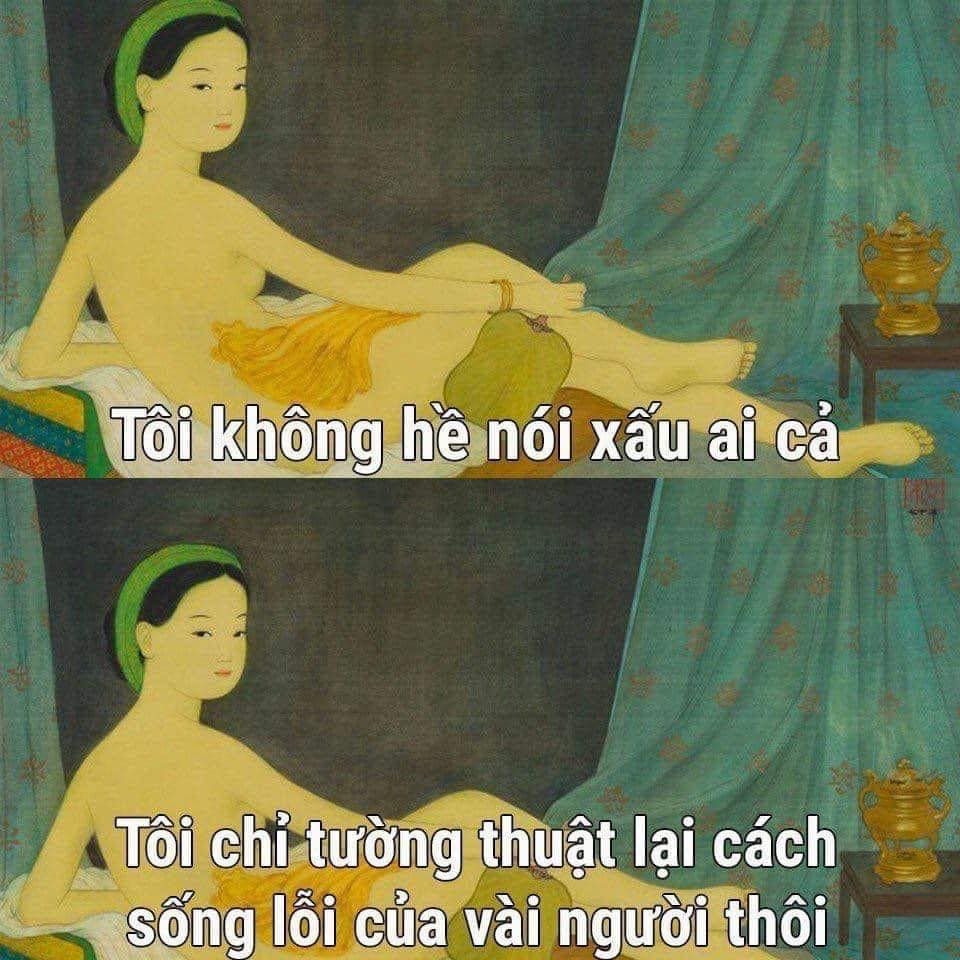 Tôi không hề nói xấu ai cả
Tôi chỉ tường thuật lại cách
sống lỗi của vài người thôi